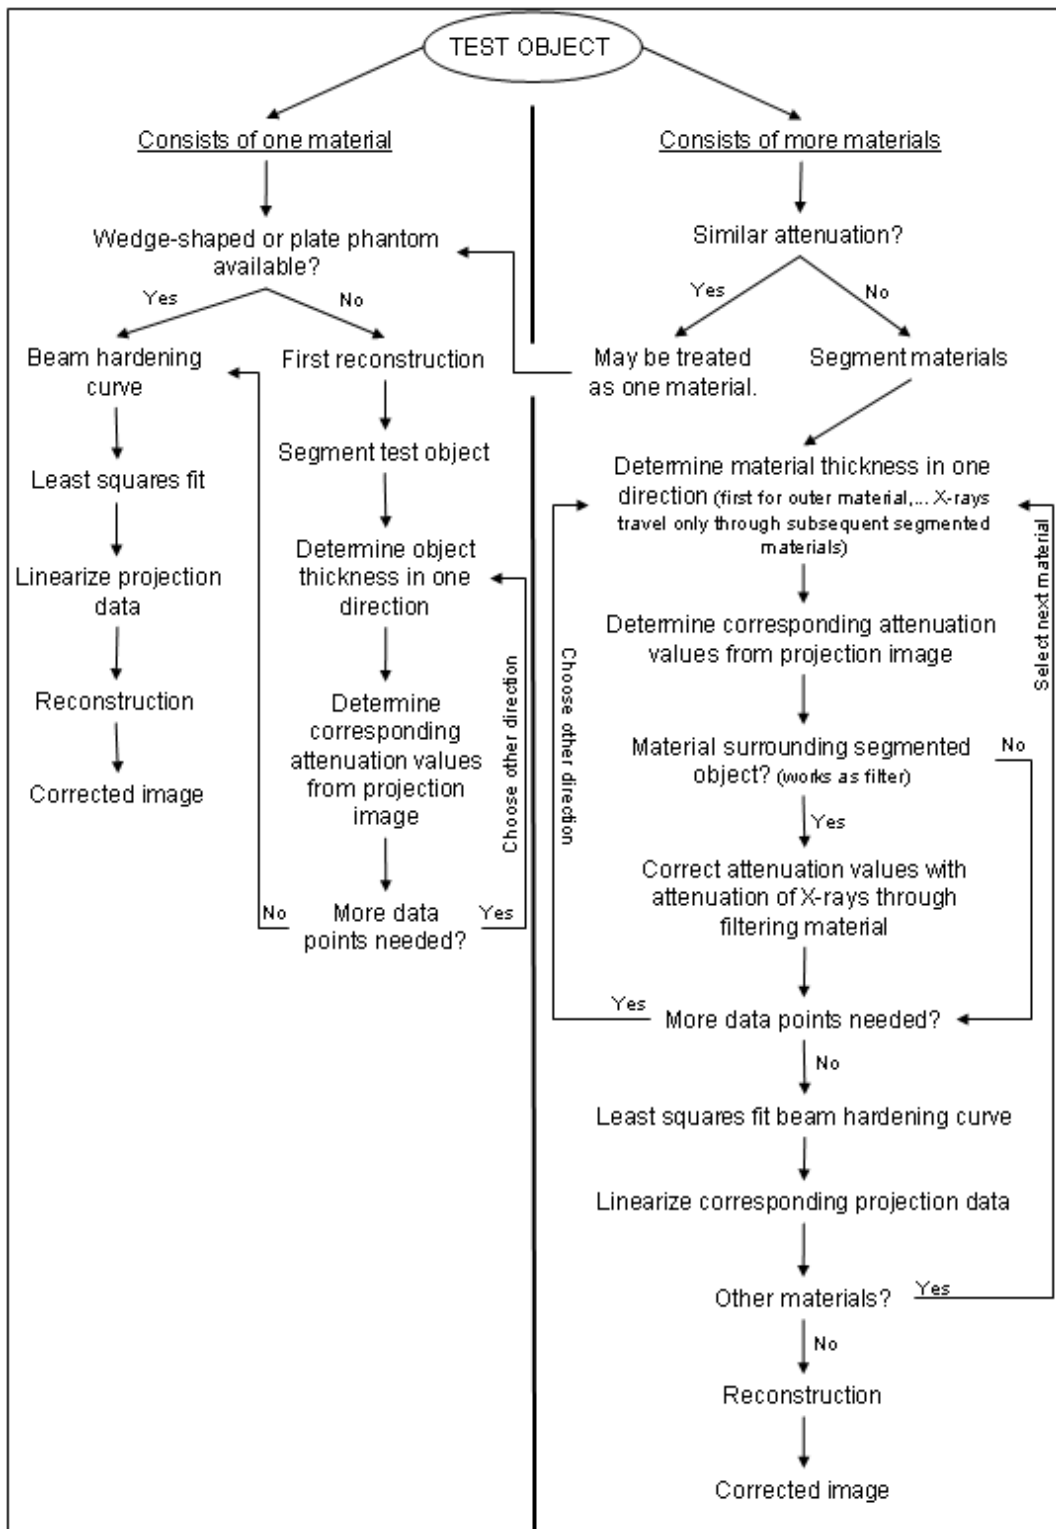 TEST OBJECT
Consists of one material
Wedge-shaped or plate phantom
available?
Yes
No
Beam hardening
curve
Least squares fit
Linearize projection
data
Reconstruction
Corrected image
First reconstruction
Segment test object
Determine object
thickness in one
direction
Determine
corresponding
attenuation values
from projection
image
More data
points needed?
No
Yes
Choose other direction
Consists of more materials
Similar attenuation?
Yes
No
May be treated
as one material.
Segment materials
Determine material thickness in one
direction (first for outer material,... X-rays
travel only through subsequent segmented
materials)
Determine corresponding attenuation
values from projection image
Material surrounding segmented
object? (works as filter)
No
Yes
Correct attenuation values with
attenuation of X-rays through
filtering material
More data points needed?
Yes
Choose other direction
No
Least squares fit beam hardening curve
Linearize corresponding projection data
Other materials?
Yes
Select next material
No
Reconstruction
Corrected image